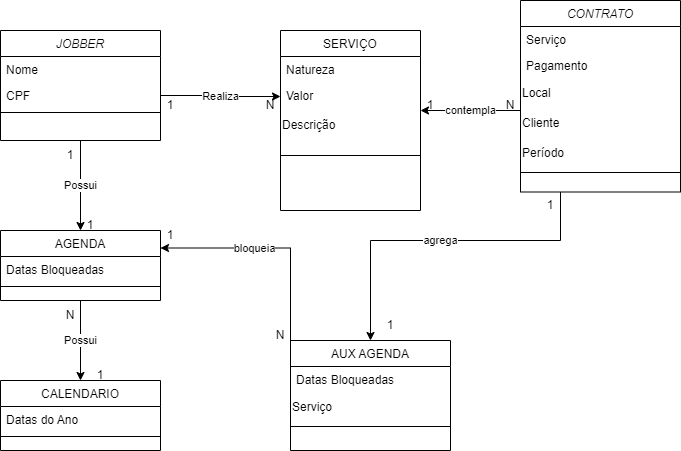 JOBBER
Nome
CPF
1
Realiza
N
SERVIÇO
Natureza
Valor
Descrição
1
contempla
N
CONTRATO
Serviço
Pagamento
Local
Cliente
Período
1
Possui
1
AGENDA
Datas Bloqueadas
1
bloqueia
N
1
agrega
1
AUX AGENDA
Datas Bloqueadas
Serviço
N
Possui
1
CALENDARIO
Datas do Ano